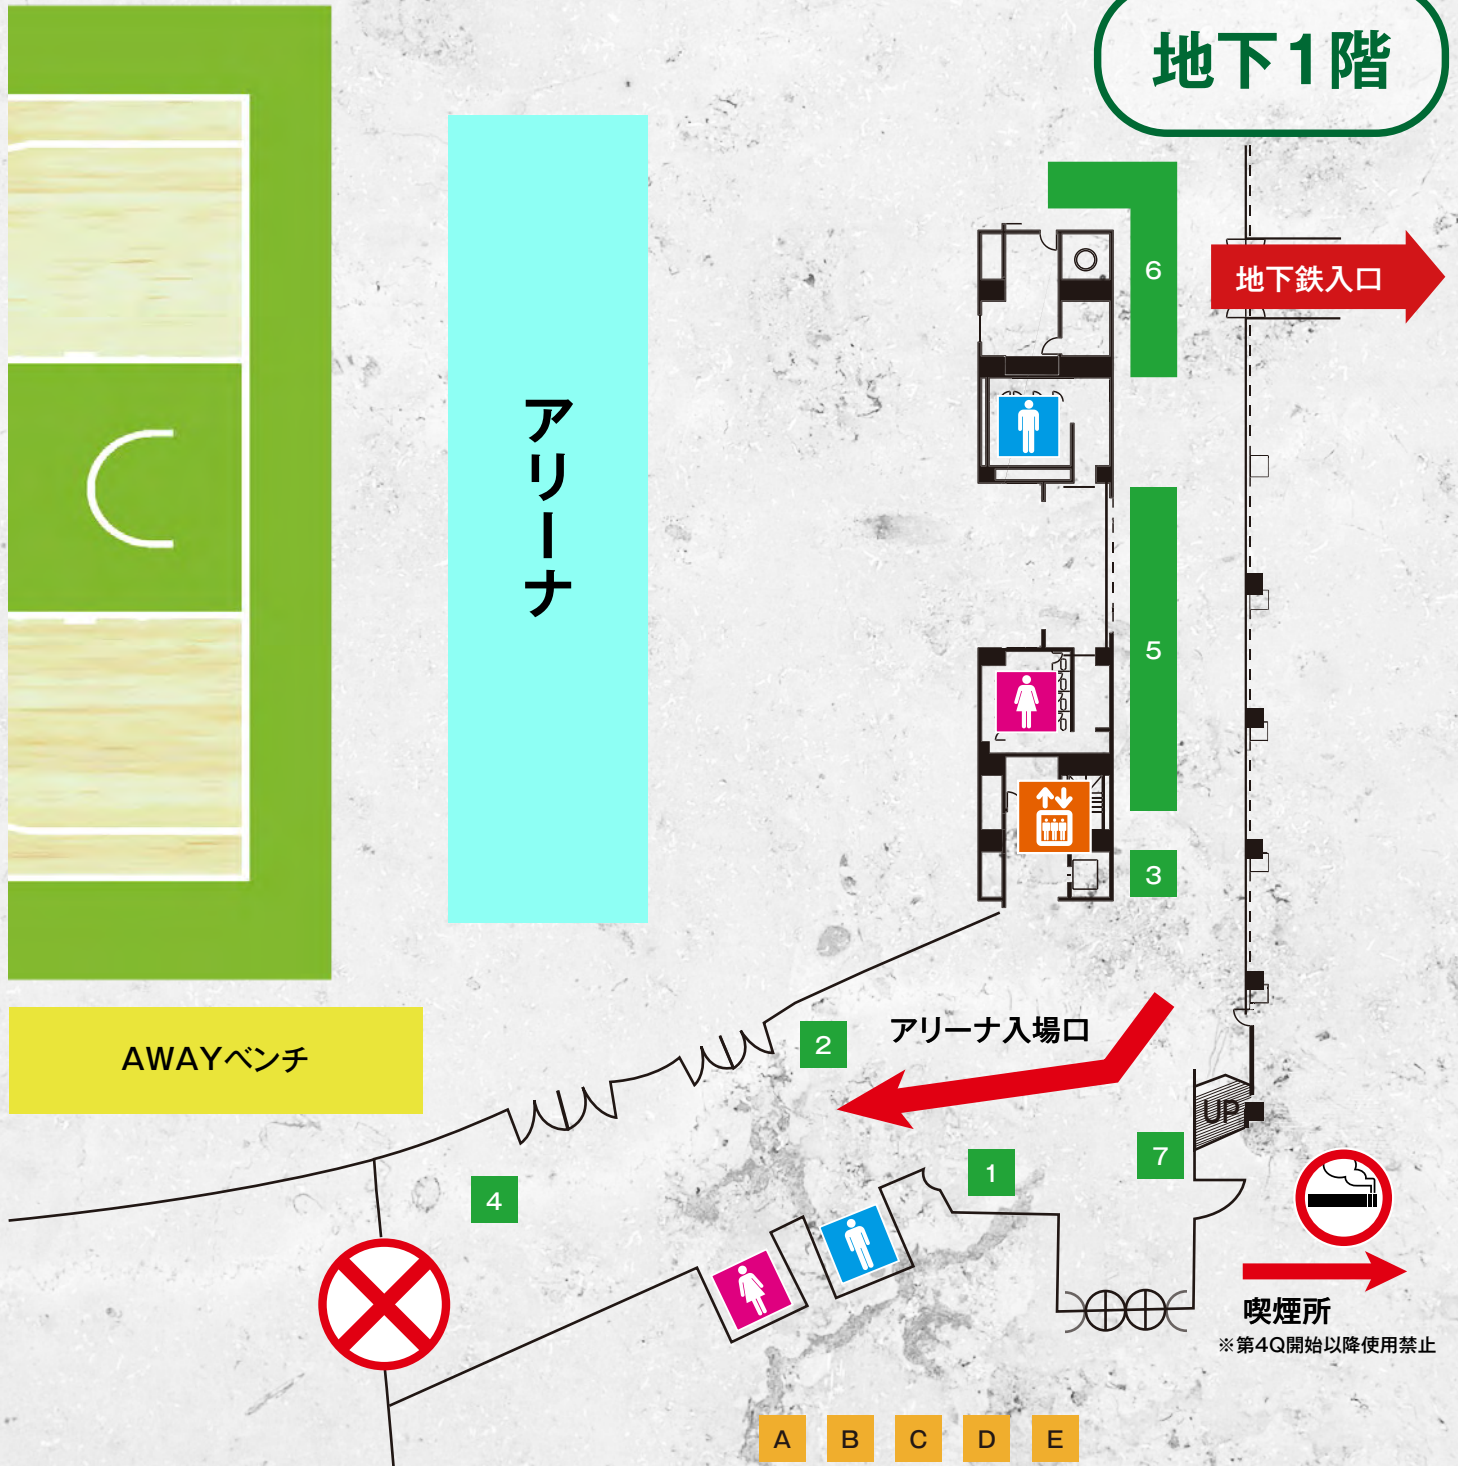 地下1階
6
地下鉄入口
アリーナ
5
3
2
アリーナ入場口
AWAYベンチ
UP
7
1
4
喫煙所
※第4Q開始以降使用禁止
A
B
C
D
E